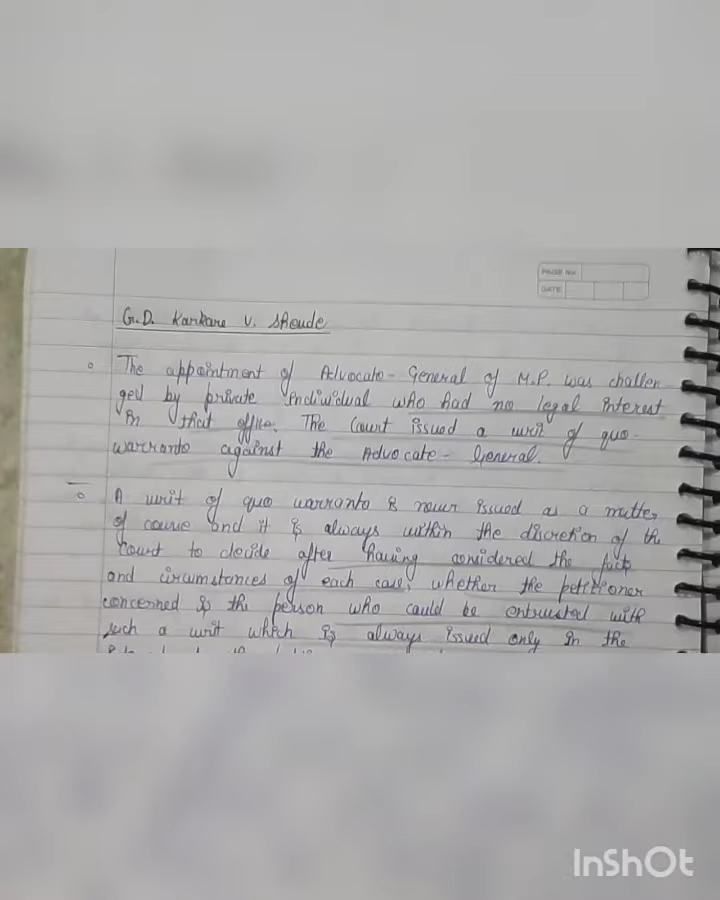 PAGE No.
DATE
G.D. Karkare v. Shevde
The appointment of Advocate-General of M.P. was challen
ged by private individual who had no legal interest
in that office. The Court issued a writ of quo-
warranto against the Advocate-General.
A writ of quo warranto is never issued as a matter
of course and it is always within the discretion of the
court to decide after having considered the facts
and circumstances of each case, whether the petitioner
concerned is the person who could be entrusted with
such a writ which is always issued only in the
InShOt